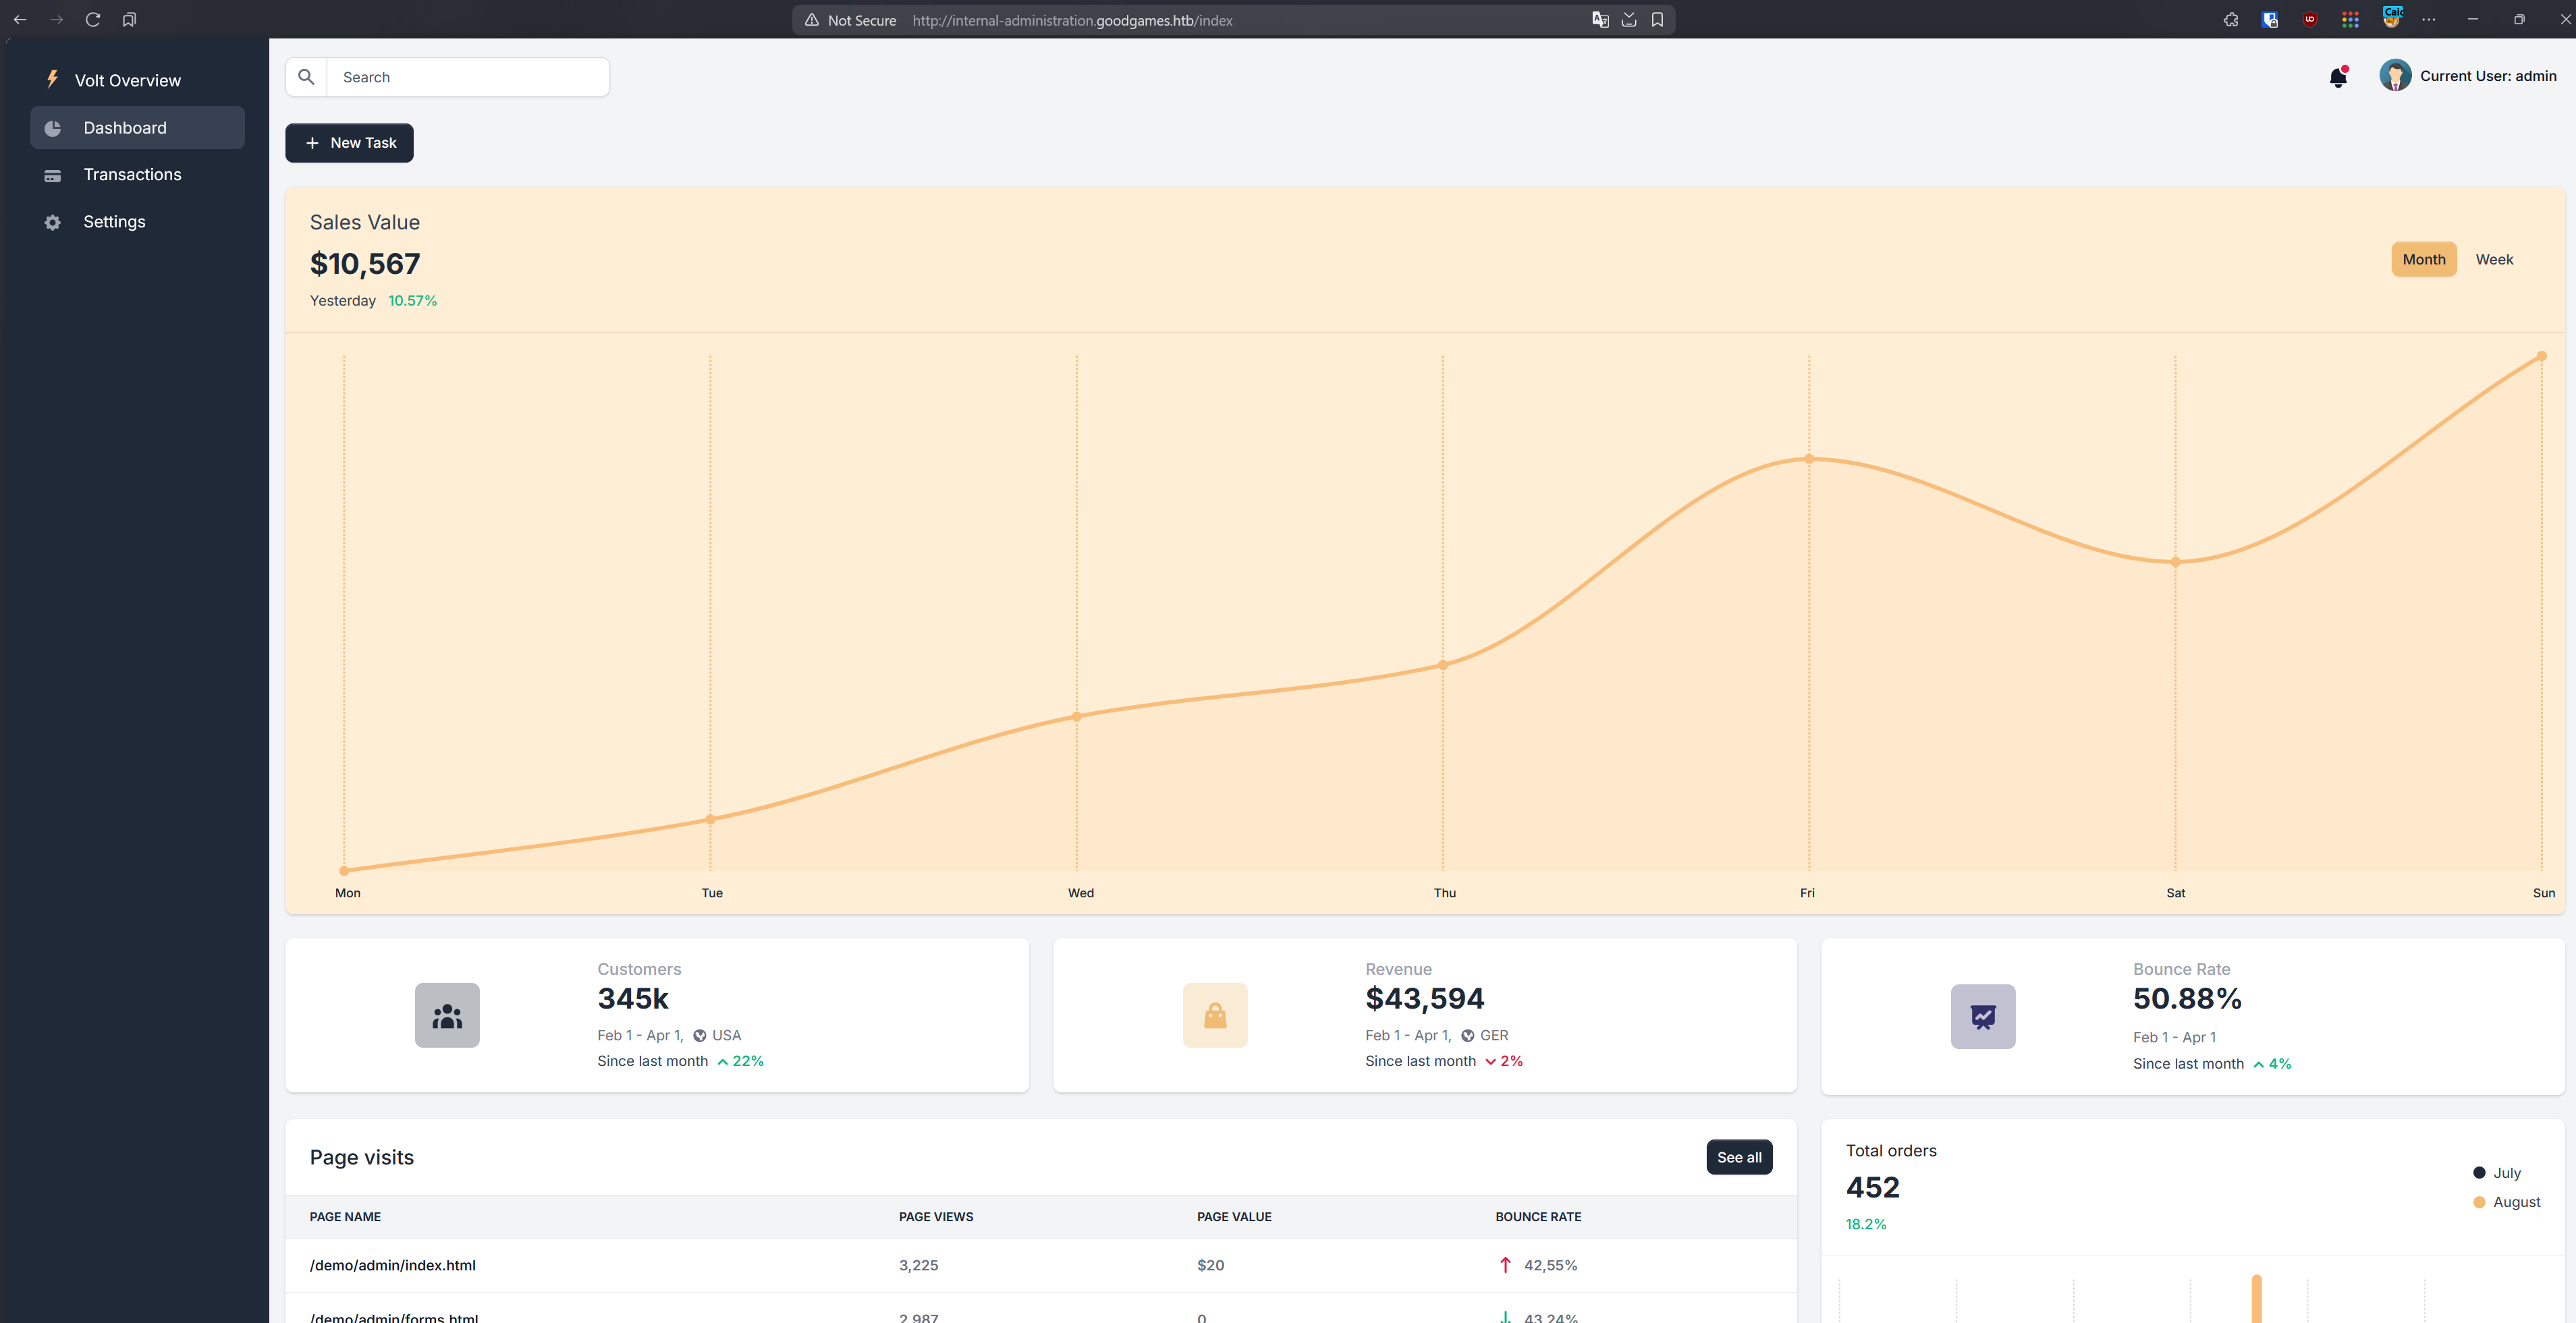 Not Secure http://internal-administration.goodgames.htb/index
Volt Overview
Dashboard
Transactions
Settings
Search
Current User: admin
New Task
Sales Value
$10,567
Yesterday 10.57%
Month Week
Mon Tue Wed Thu Fri Sat Sun
Customers
345k
Feb 1 - Apr 1, USA
Since last month 22%
Revenue
$43,594
Feb 1 - Apr 1, GER
Since last month 2%
Bounce Rate
50.88%
Feb 1 - Apr 1
Since last month 4%
Page visits
See all
PAGE NAME PAGE VIEWS PAGE VALUE BOUNCE RATE
/demo/admin/index.html 3,225 $20 42,55%
/demo/admin/forms.html 2,987 0 43,24%
Total orders
452
18.2%
July
August